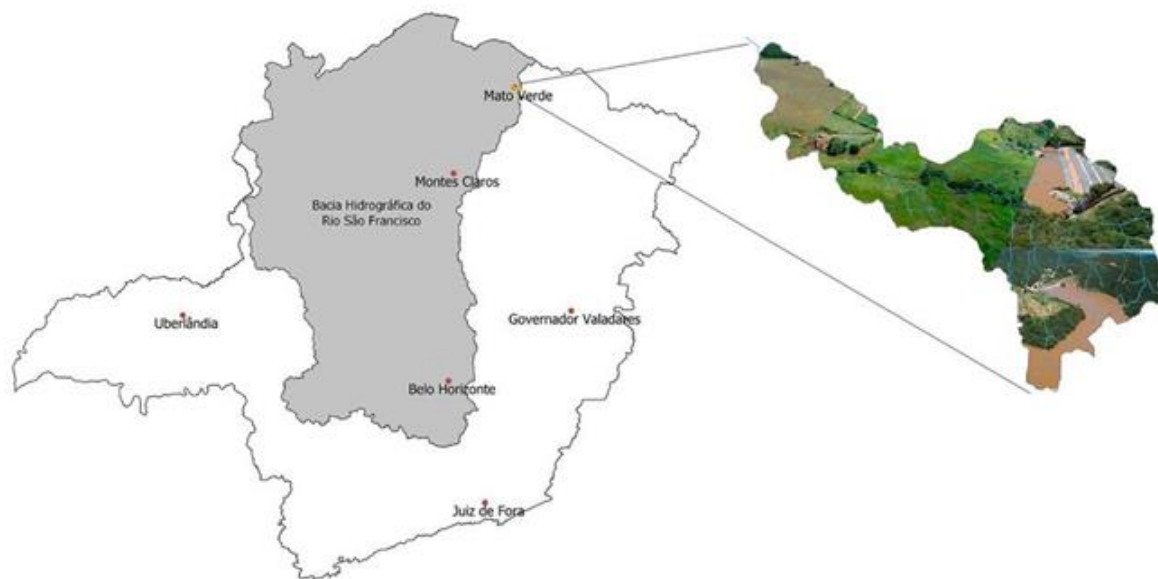 Mato Verde
Montes Claros
Bacia Hidrográfica do
Rio São Francisco
Uberlândia
Governador Valadares
Belo Horizonte
Juiz de Fora